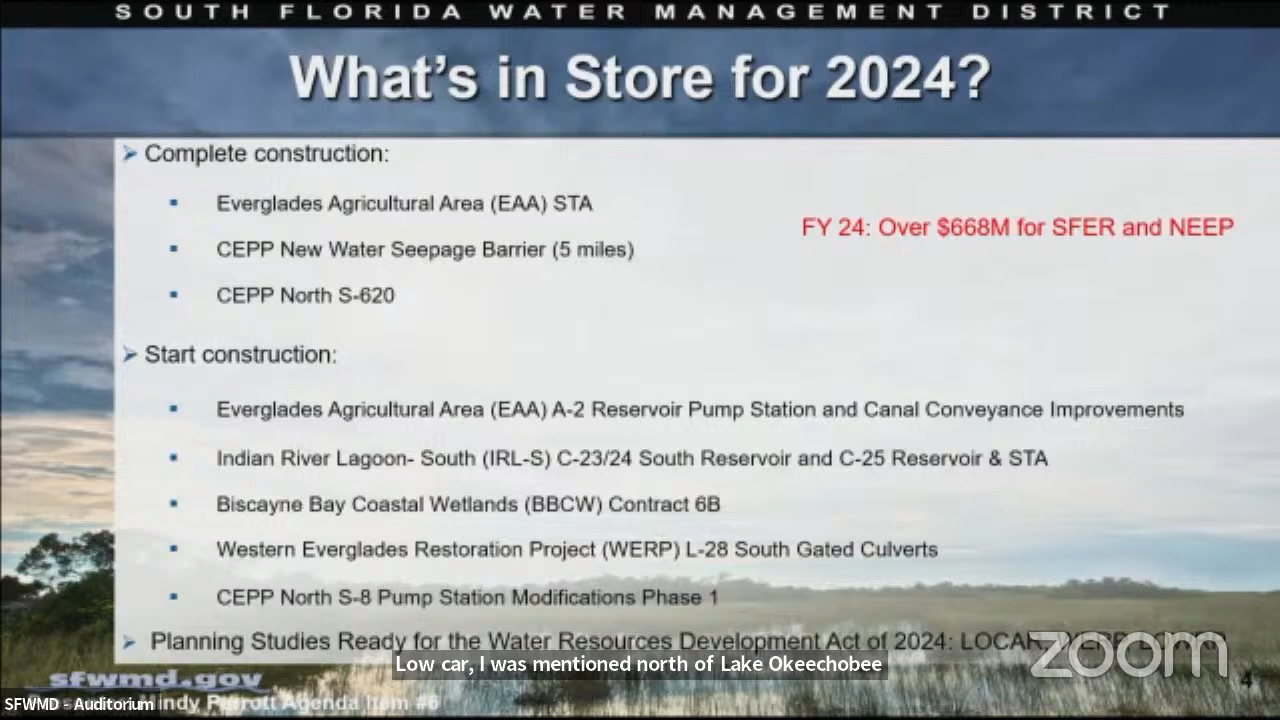 SOUTH FLORIDA WATER MANAGEMENT DISTRICT
What's in Store for 2024?
➢ Complete construction:
▪ Everglades Agricultural Area (EAA) STA
FY 24: Over $668M for SFER and NEEP
▪ CEPP New Water Seepage Barrier (5 miles)
▪ CEPP North S-620
➢ Start construction:
▪ Everglades Agricultural Area (EAA) A-2 Reservoir Pump Station and Canal Conveyance Improvements
▪ Indian River Lagoon- South (IRL-S) C-23/24 South Reservoir and C-25 Reservoir & STA
▪ Biscayne Bay Coastal Wetlands (BBCW) Contract 6B
▪ Western Everglades Restoration Project (WERP) L-28 South Gated Culverts
▪ CEPP North S-8 Pump Station Modifications Phase 1
➢ Planning Studies Ready for the Water Resources Development Act of 2024: LOCAR,
zoom
Low car, I was mentioned north of Lake Okeechobee
sfwmd.gov
4
SFWMD - Auditorium
Parrott Agenda Item #6